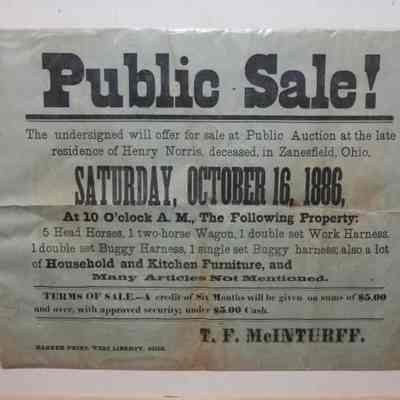 Public Sale!
The undersigned will offer for sale at Public Auction at the late
residence of Henry Norris, deceased, in Zanesfield, Ohio.
SATURDAY, OCTOBER 16, 1886,
At 10 O'clock A. M., The Following Property:
5 Head Horses, 1 two-horse Wagon, 1 double set Work Harness.
1 double set Buggy Harness, 1 single set Buggy harness; also a lot
of Household and Kitchen Furniture, and
Many Articles Not Mentioned.
TERMS OF SALE.—A credit of Six Months will be given on sums of $5.00
and over, with approved security; under $5.00 Cash.
T. F. McINTURFF.
BANNER PRINT, WEST LIBERTY, OHIO.